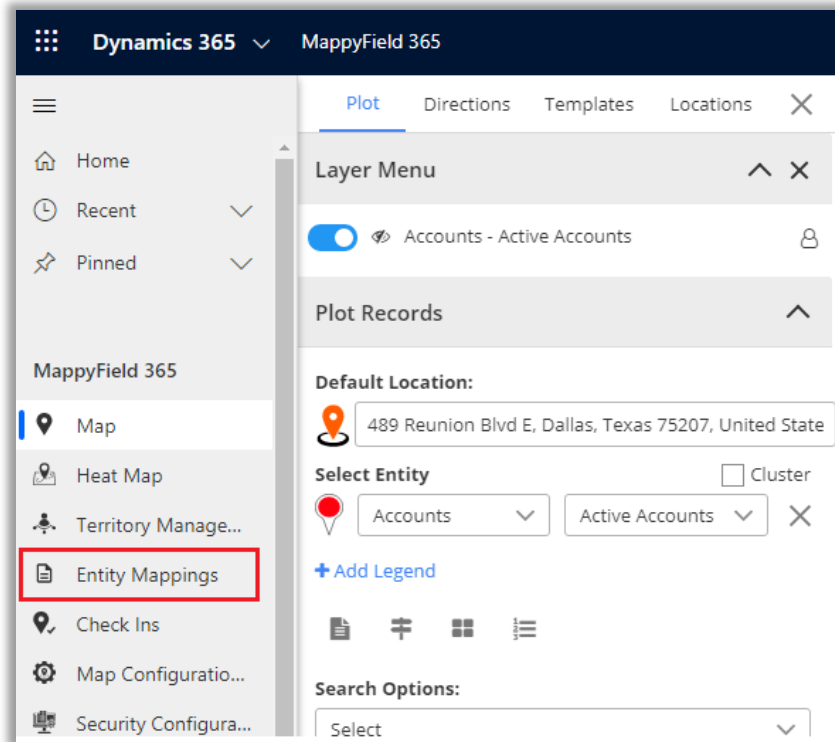 Dynamics 365 MappyField 365
Plot Directions Templates Locations
Home
Recent
Pinned
MappyField 365
Map
Heat Map
Territory Manage...
Entity Mappings
Check Ins
Map Configuratio...
Security Configura...
Layer Menu
Accounts - Active Accounts
Plot Records
Default Location:
489 Reunion Blvd E, Dallas, Texas 75207, United State
Select Entity Cluster
Accounts Active Accounts
+ Add Legend
Search Options:
Select